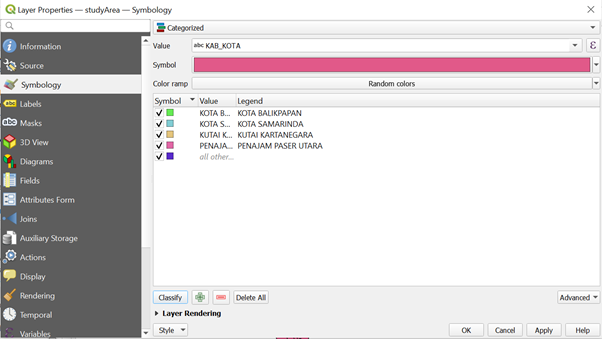 Layer Properties — studyArea — Symbology
Information
Source
Symbology
abc Labels
abc Masks
3D View
Diagrams
Fields
Attributes Form
Joins
Auxiliary Storage
Actions
Display
Rendering
Temporal
Variables
Categorized
Value abc KAB_KOTA ε
Symbol
Color ramp Random colors
Symbol Value Legend
KOTA B... KOTA BALIKPAPAN
KOTA S... KOTA SAMARINDA
KUTAI K... KUTAI KARTANEGARA
PENAJA... PENAJAM PASER UTARA
all other...
Classify Delete All Advanced
Layer Rendering
Style OK Cancel Apply Help